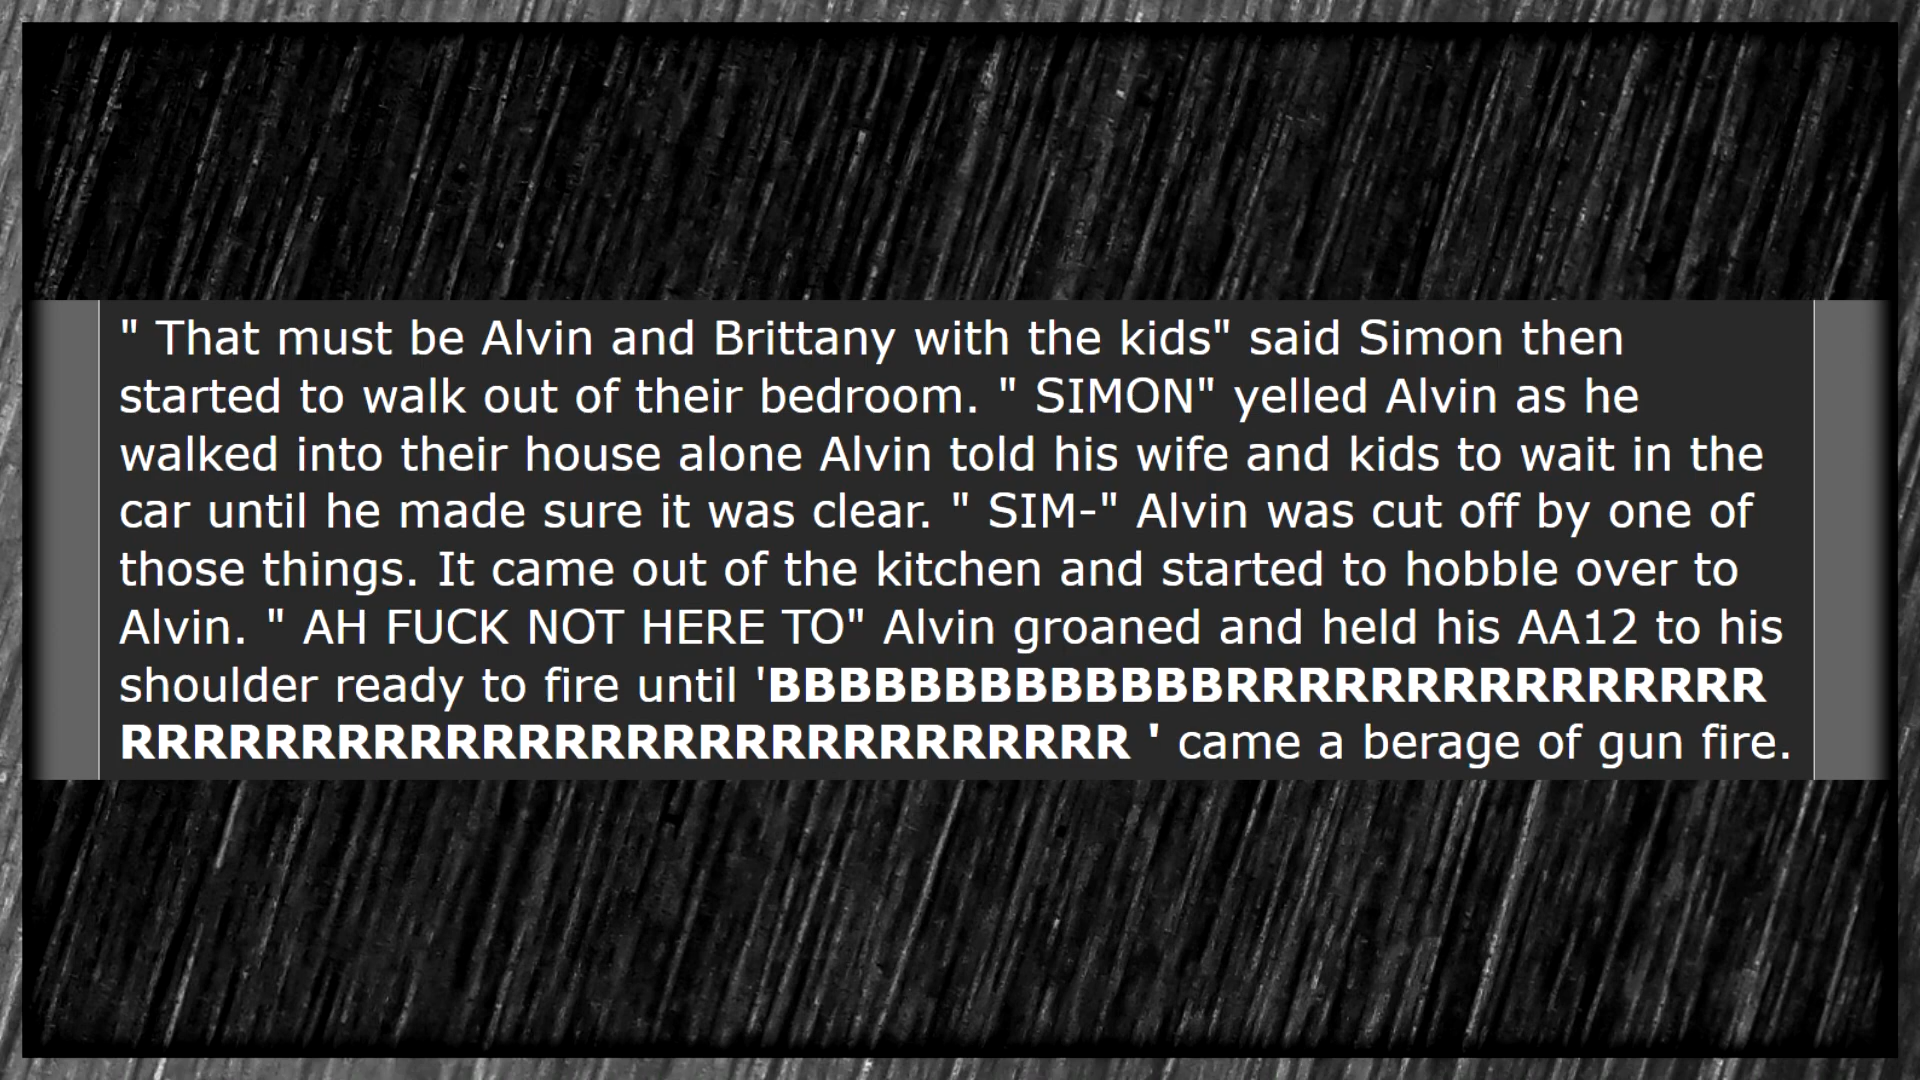 " That must be Alvin and Brittany with the kids" said Simon then
started to walk out of their bedroom. " SIMON" yelled Alvin as he
walked into their house alone Alvin told his wife and kids to wait in the
car until he made sure it was clear. " SIM-" Alvin was cut off by one of
those things. It came out of the kitchen and started to hobble over to
Alvin. " AH FUCK NOT HERE TO" Alvin groaned and held his AA12 to his
shoulder ready to fire until 'BBBBBBBBBBBBBRRRRRRRRRRRRRRR
RRRRRRRRRRRRRRRRRRRRRRRRRRRR ' came a berage of gun fire.